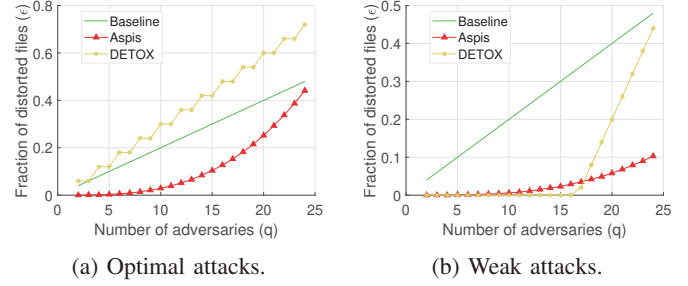 0.8
0.6
0.4
0.2
0
Fraction of distorted files (ϵ)
Baseline
Aspis
DETOX
0 5 10 15 20 25
Number of adversaries (q)
(a) Optimal attacks.
0.5
0.4
0.3
0.2
0.1
0
Fraction of distorted files (ϵ)
Baseline
Aspis
DETOX
0 5 10 15 20 25
Number of adversaries (q)
(b) Weak attacks.